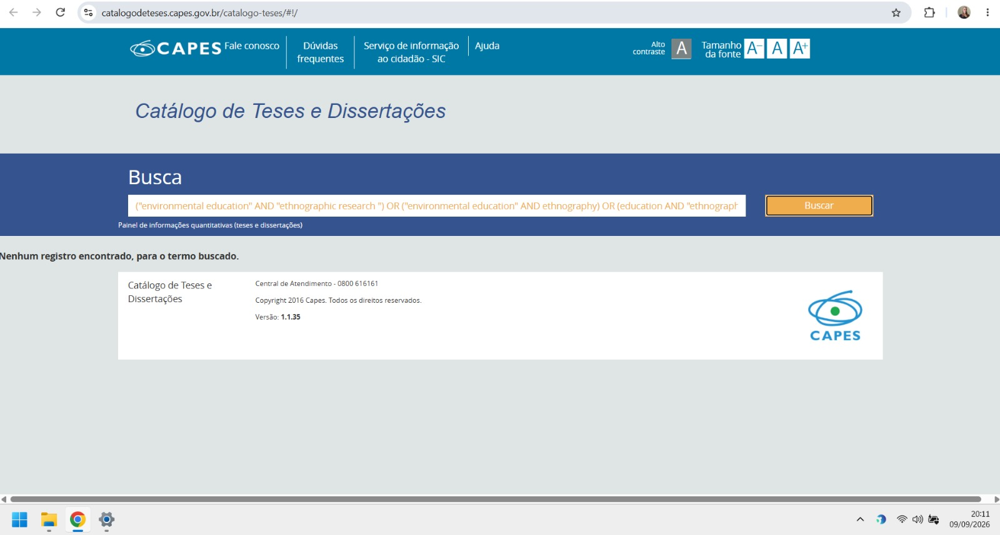 catalogodeteses.capes.gov.br/catalogo-teses/#!/
CAPES
Fale conosco
Dúvidas
frequentes
Serviço de informação
ao cidadão - SIC
Ajuda
Alto
contraste
A
Tamanho
da fonte
A− A A+
Catálogo de Teses e Dissertações
Busca
("environmental education" AND "ethnographic research ") OR ("environmental education" AND ethnography) OR (education AND "ethnograph
Buscar
Painel de informações quantitativas (teses e dissertações)
Nenhum registro encontrado, para o termo buscado.
Catálogo de Teses e
Dissertações
Central de Atendimento - 0800 616161
Copyright 2016 Capes. Todos os direitos reservados.
Versão: 1.1.35
CAPES
20:11
09/09/2026